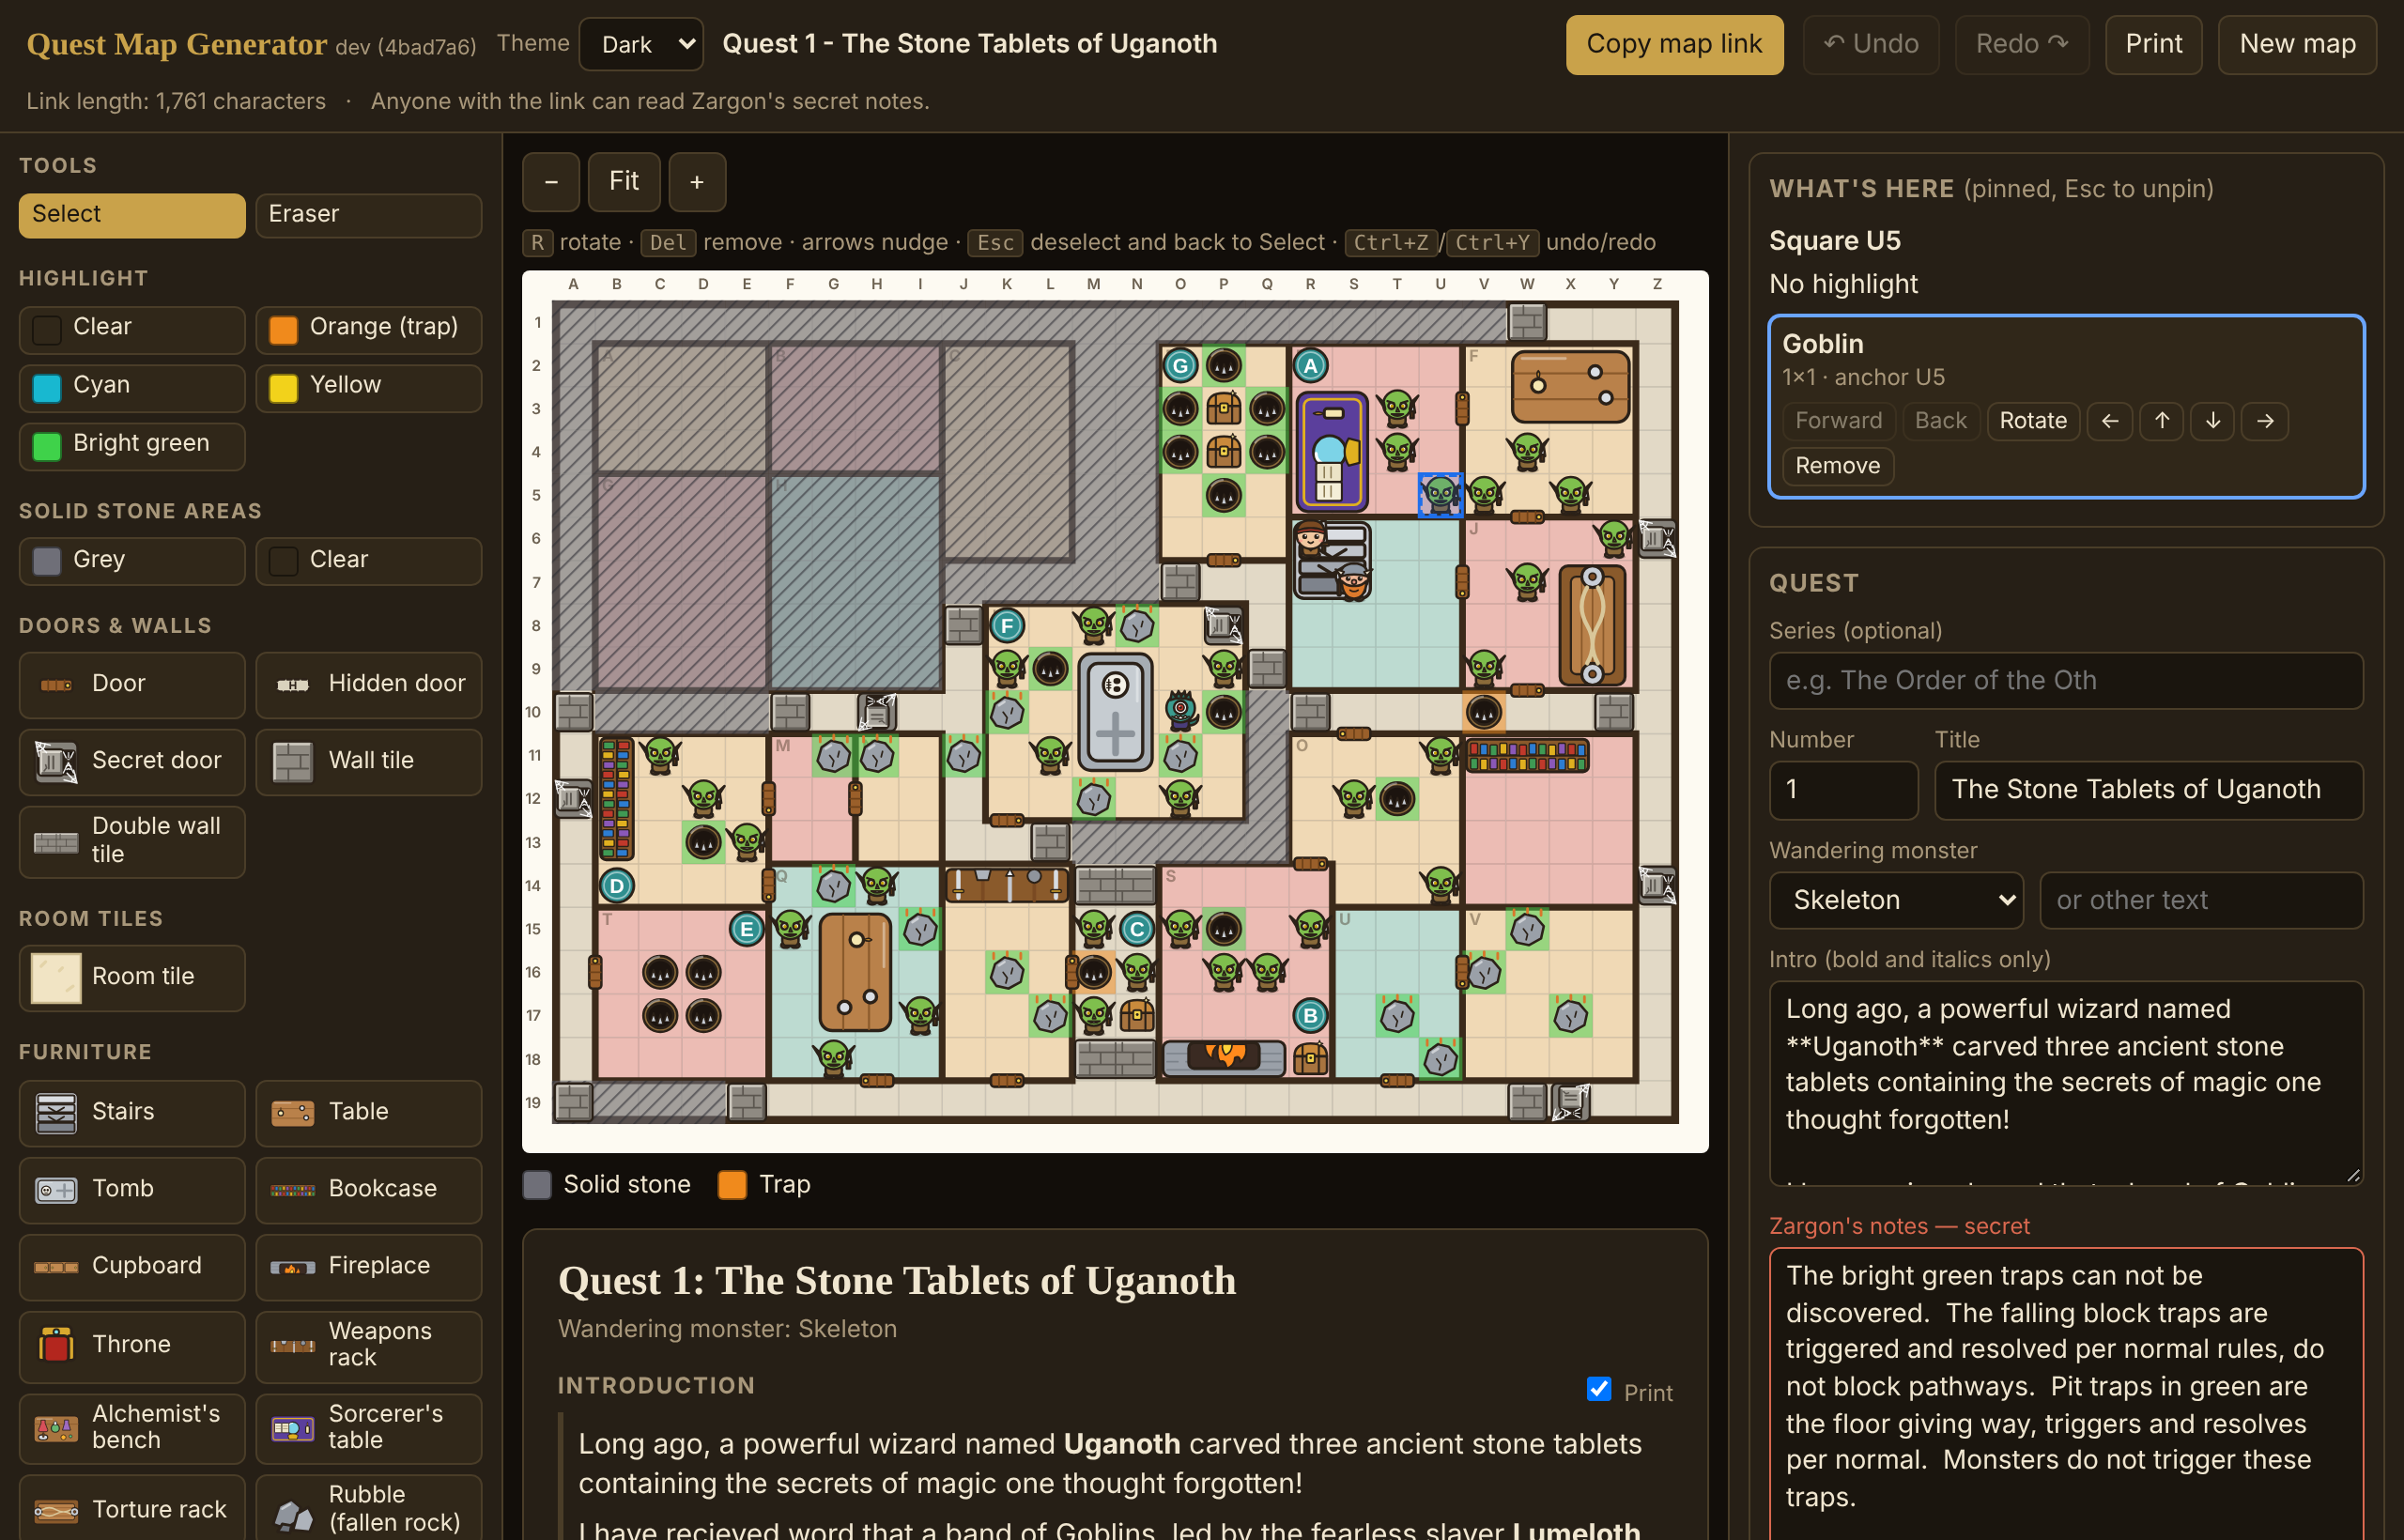 Quest Map Generator dev (4bad7a6) Theme Dark Quest 1 - The Stone Tablets of Uganoth Copy map link ↶ Undo Redo ↷ Print New map
Link length: 1,761 characters · Anyone with the link can read Zargon's secret notes.
TOOLS
Select Eraser
HIGHLIGHT
Clear Orange (trap)
Cyan Yellow
Bright green
SOLID STONE AREAS
Grey Clear
DOORS & WALLS
Door Hidden door
Secret door Wall tile
Double wall
tile
ROOM TILES
Room tile
FURNITURE
Stairs Table
Tomb Bookcase
Cupboard Fireplace
Throne Weapons
rack
Alchemist's
bench
Sorcerer's
table
Torture rack Rubble
(fallen rock)
− Fit +
R rotate · Del remove · arrows nudge · Esc deselect and back to Select · Ctrl+Z/Ctrl+Y undo/redo
A B C D E F G H I J K L M N O P Q R S T U V W X Y Z
1
2 G A F
3
4
5
6 J
7
8 F
9
10
11 M O
12
13
14 D Q S
15 T E C U V
16
17 B
18
19
Solid stone Trap
Quest 1: The Stone Tablets of Uganoth
Wandering monster: Skeleton
INTRODUCTION Print
Long ago, a powerful wizard named Uganoth carved three ancient stone tablets
containing the secrets of magic one thought forgotten!
I have recieved word that a band of Goblins, led by the fearless slayer Lumeloth
WHAT'S HERE (pinned, Esc to unpin)
Square U5
No highlight
Goblin
1×1 · anchor U5
Forward Back Rotate ← ↑ ↓ →
Remove
QUEST
Series (optional)
e.g. The Order of the Oth
Number Title
1 The Stone Tablets of Uganoth
Wandering monster
Skeleton or other text
Intro (bold and italics only)
Long ago, a powerful wizard named
**Uganoth** carved three ancient stone
tablets containing the secrets of magic one
thought forgotten!
Zargon's notes — secret
The bright green traps can not be
discovered.  The falling block traps are
triggered and resolved per normal rules, do
not block pathways.  Pit traps in green are
the floor giving way, triggers and resolves
per normal.  Monsters do not trigger these
traps.